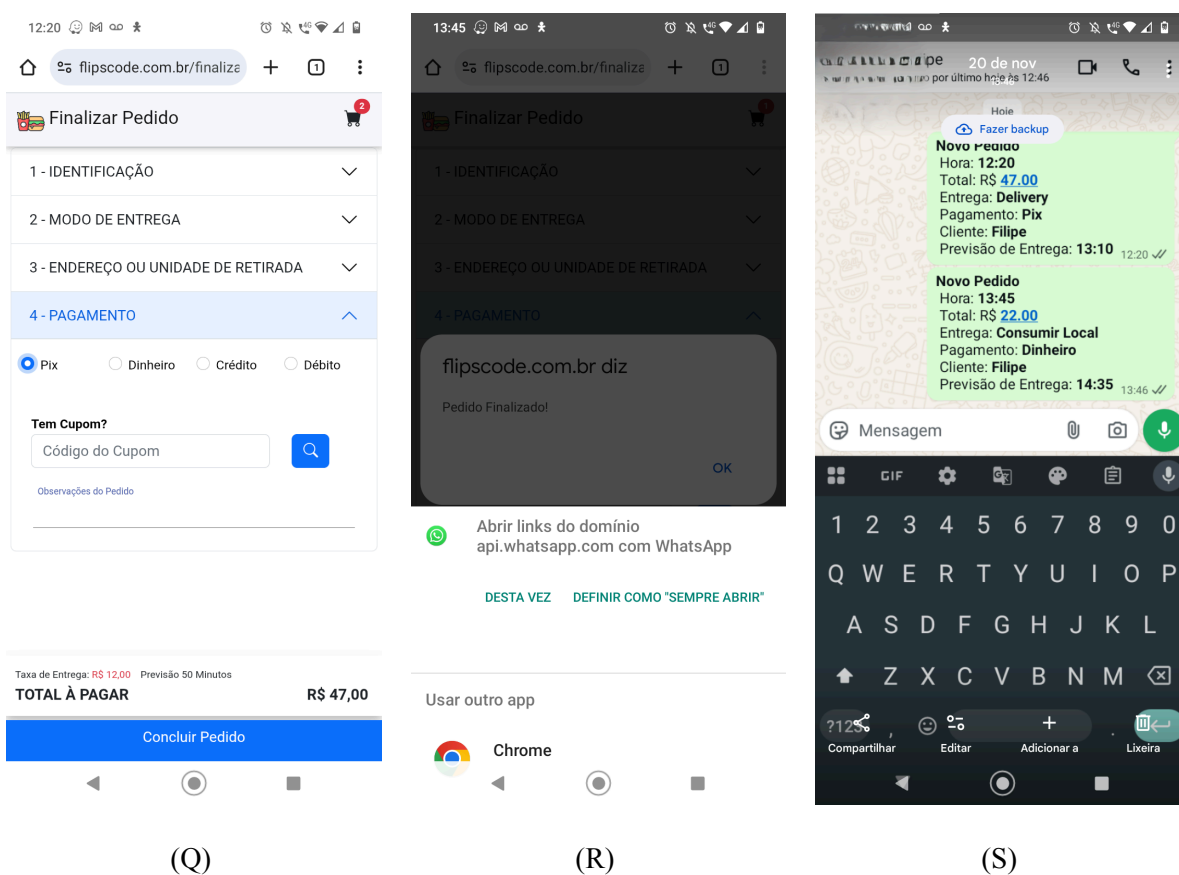 12:20
flipscode.com.br/finaliza
1
Finalizar Pedido
2
1 - IDENTIFICAÇÃO
2 - MODO DE ENTREGA
3 - ENDEREÇO OU UNIDADE DE RETIRADA
4 - PAGAMENTO
Pix Dinheiro Crédito Débito
Tem Cupom?
Código do Cupom
Observações do Pedido
Taxa de Entrega: R$ 12,00 Previsão 50 Minutos
TOTAL À PAGAR R$ 47,00
Concluir Pedido
(Q)
13:45
4G
flipscode.com.br/finaliza
1
Finalizar Pedido
1 - IDENTIFICAÇÃO
2 - MODO DE ENTREGA
3 - ENDEREÇO OU UNIDADE DE RETIRADA
4 - PAGAMENTO
flipscode.com.br diz
Pedido Finalizado!
OK
Abrir links do domínio
api.whatsapp.com com WhatsApp
DESTA VEZ DEFINIR COMO "SEMPRE ABRIR"
Usar outro app
Chrome
(R)
4G
20 de nov
por último hoje às 12:46
Hoje
Fazer backup
Novo Pedido
Hora: 12:20
Total: R$ 47.00
Entrega: Delivery
Pagamento: Pix
Cliente: Filipe
Previsão de Entrega: 13:10 12:20
Novo Pedido
Hora: 13:45
Total: R$ 22.00
Entrega: Consumir Local
Pagamento: Dinheiro
Cliente: Filipe
Previsão de Entrega: 14:35 13:46
Mensagem
GIF
1 2 3 4 5 6 7 8 9 0
Q W E R T Y U I O P
A S D F G H J K L
Z X C V B N M
?123 , .
Compartilhar Editar Adicionar a Lixeira
(S)